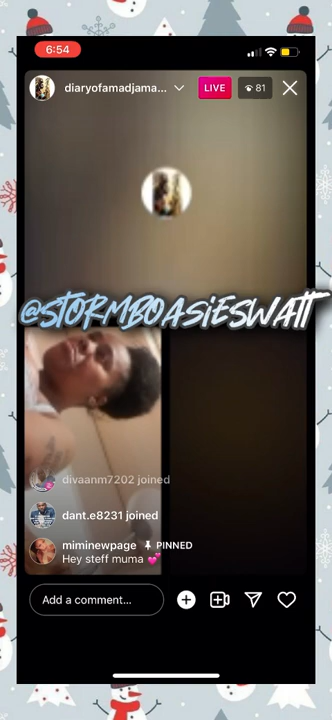 6:54
diaryofamadjama...
LIVE
81
@STORMBOASIESWATT
divaanm7202 joined
dant.e8231 joined
miminewpage PINNED
Hey steff muma 💕
Add a comment...